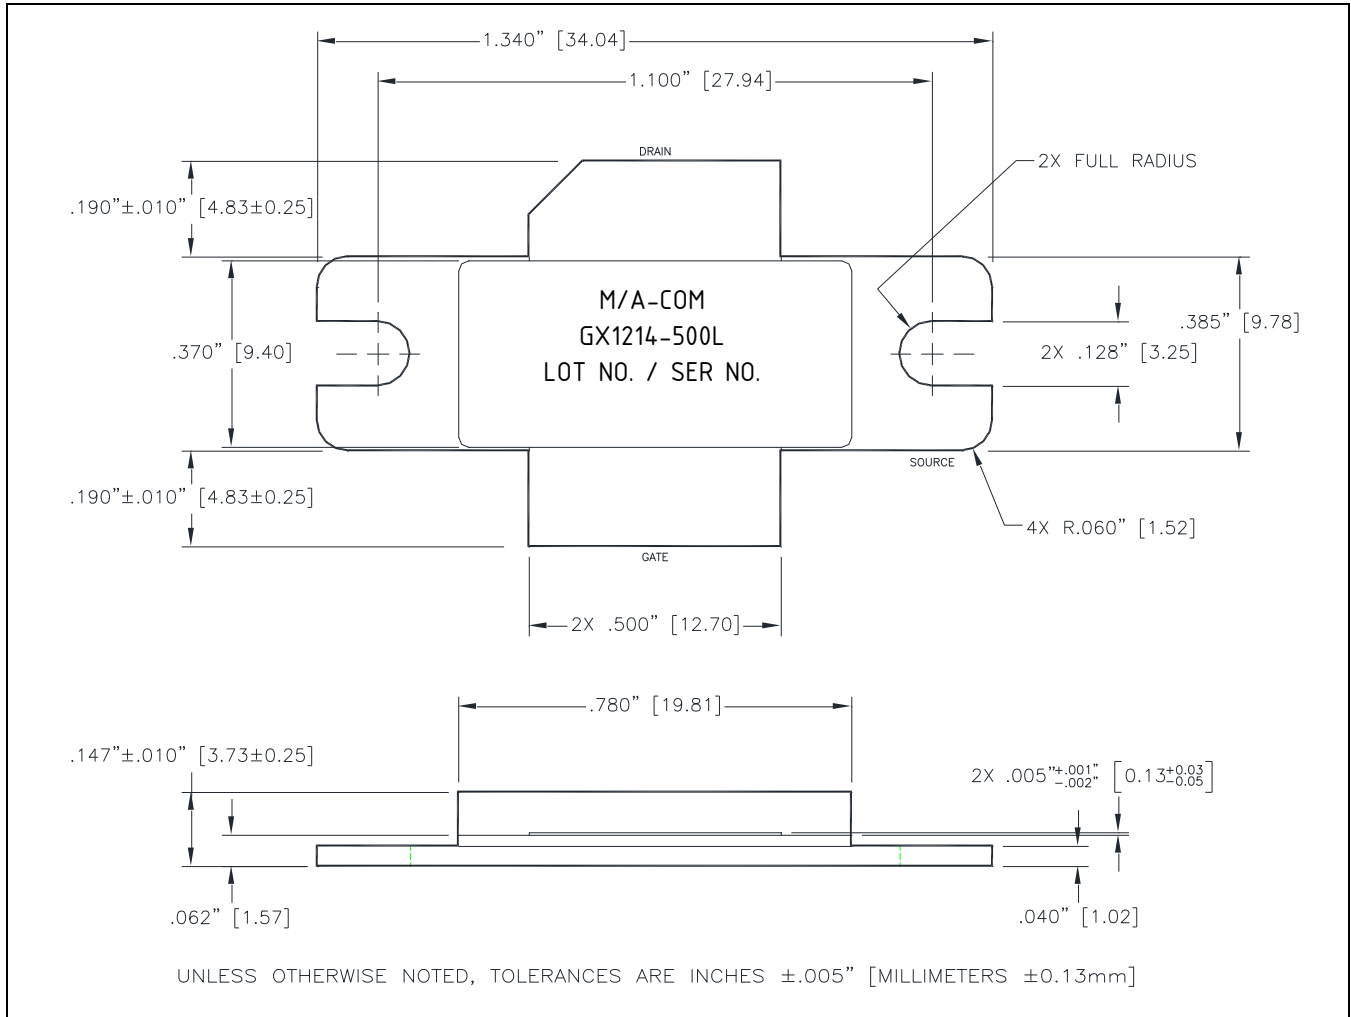 1.340” [34.04]
1.100” [27.94]
DRAIN
2X FULL RADIUS
.190”±.010” [4.83±0.25]
M/A-COM
GX1214-500L
LOT NO. / SER NO.
.385” [9.78]
.370” [9.40]
2X .128” [3.25]
SOURCE
.190”±.010” [4.83±0.25]
4X R.060” [1.52]
GATE
2X .500” [12.70]
.780” [19.81]
.147”±.010” [3.73±0.25]
2X .005”+.001” -.002” [0.13+0.03 -0.05]
.062” [1.57]
.040” [1.02]
UNLESS OTHERWISE NOTED, TOLERANCES ARE INCHES ±.005” [MILLIMETERS ±0.13mm]